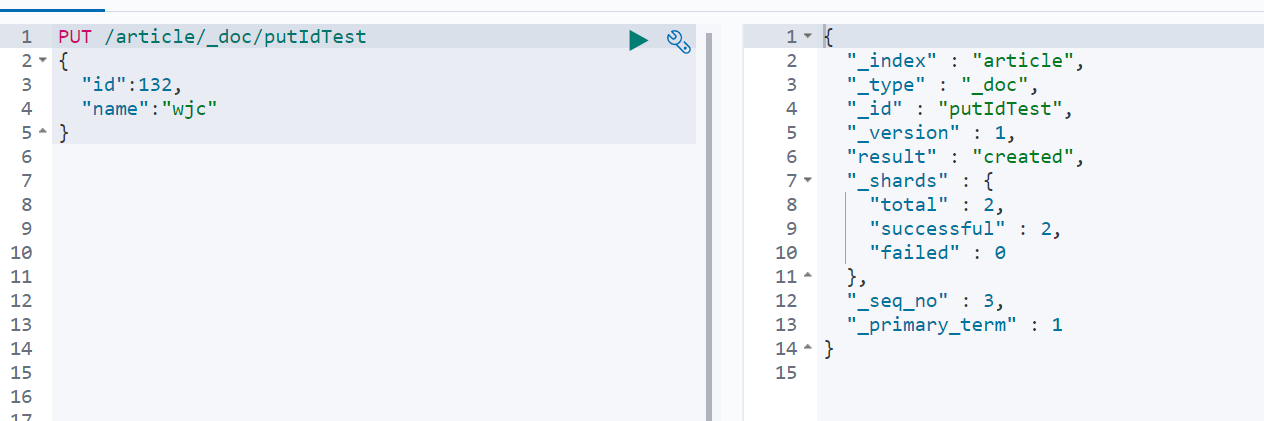 1 PUT /article/_doc/putIdTest
2 {
3 "id":132,
4 "name":"wjc"
5 }
6
7
8
9
10
11
12
13
14
15
16
17
1 {
2 "_index" : "article",
3 "_type" : "_doc",
4 "_id" : "putIdTest",
5 "_version" : 1,
6 "result" : "created",
7 "_shards" : {
8 "total" : 2,
9 "successful" : 2,
10 "failed" : 0
11 },
12 "_seq_no" : 3,
13 "_primary_term" : 1
14 }
15